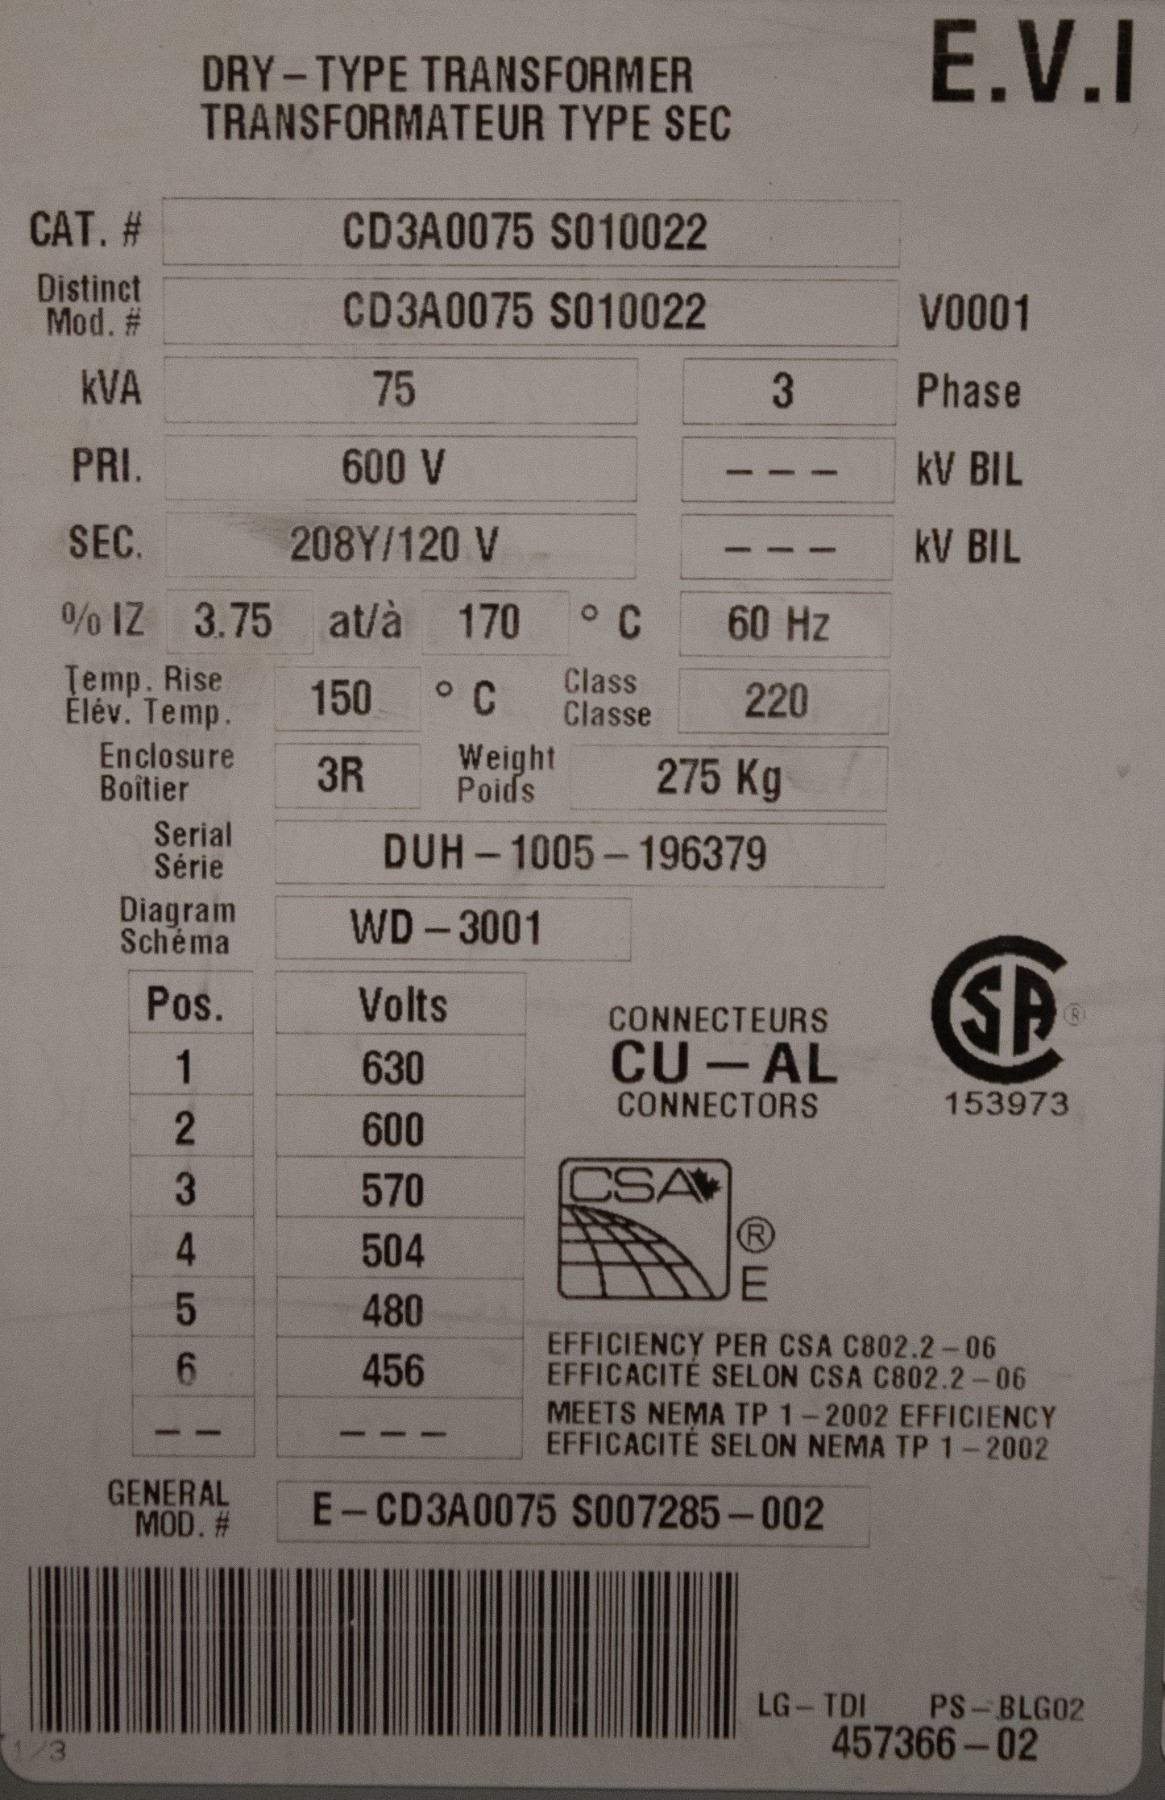 E.V.I
DRY-TYPE TRANSFORMER
TRANSFORMATEUR TYPE SEC
CAT. # CD3A0075 S010022
Distinct Mod. # CD3A0075 S010022 V0001
kVA 75 3 Phase
PRI. 600 V --- kV BIL
SEC. 208Y/120 V --- kV BIL
% IZ 3.75 at/à 170 ° C 60 Hz
Temp. Rise Class
Élév. Temp. 150 ° C Classe 220
Enclosure Weight
Boîtier 3R Poids 275 Kg
Serial
Série DUH-1005-196379
Diagram
Schéma WD-3001
Pos. Volts
1 630
2 600
3 570
4 504
5 480
6 456
-- ---
CONNECTEURS
CU-AL
CONNECTORS
CSA ®
153973
CSA ®
E
EFFICIENCY PER CSA C802.2-06
EFFICACITÉ SELON CSA C802.2-06
MEETS NEMA TP 1-2002 EFFICIENCY
EFFICACITÉ SELON NEMA TP 1-2002
GENERAL
MOD. # E-CD3A0075 S007285-002
LG-TDI PS-BLG02
457366-02
1/3